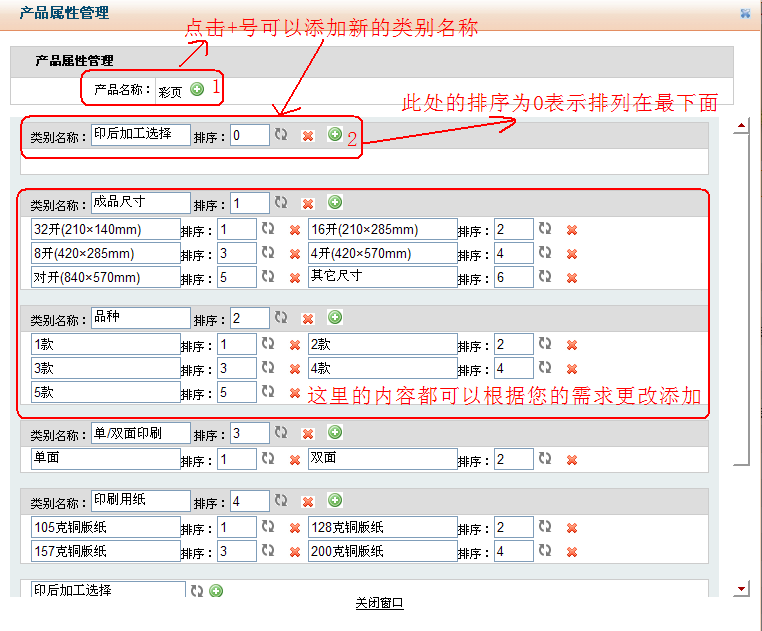 产品属性管理
点击+号可以添加新的类别名称
产品属性管理
产品名称： 彩页 1
此处的排序为0表示排列在最下面
类别名称： 印后加工选择 排序： 0 2
类别名称： 成品尺寸 排序： 1
32开(210×140mm) 排序： 1 16开(210×285mm) 排序： 2
8开(420×285mm) 排序： 3 4开(420×570mm) 排序： 4
对开(840×570mm) 排序： 5 其它尺寸 排序： 6
类别名称： 品种 排序： 2
1款 排序： 1 2款 排序： 2
3款 排序： 3 4款 排序： 4
5款 排序： 5 这里的内容都可以根据您的需求更改添加
类别名称： 单/双面印刷 排序： 3
单面 排序： 1 双面 排序： 2
类别名称： 印刷用纸 排序： 4
105克铜版纸 排序： 1 128克铜版纸 排序： 2
157克铜版纸 排序： 3 200克铜版纸 排序： 4
印后加工选择
关闭窗口